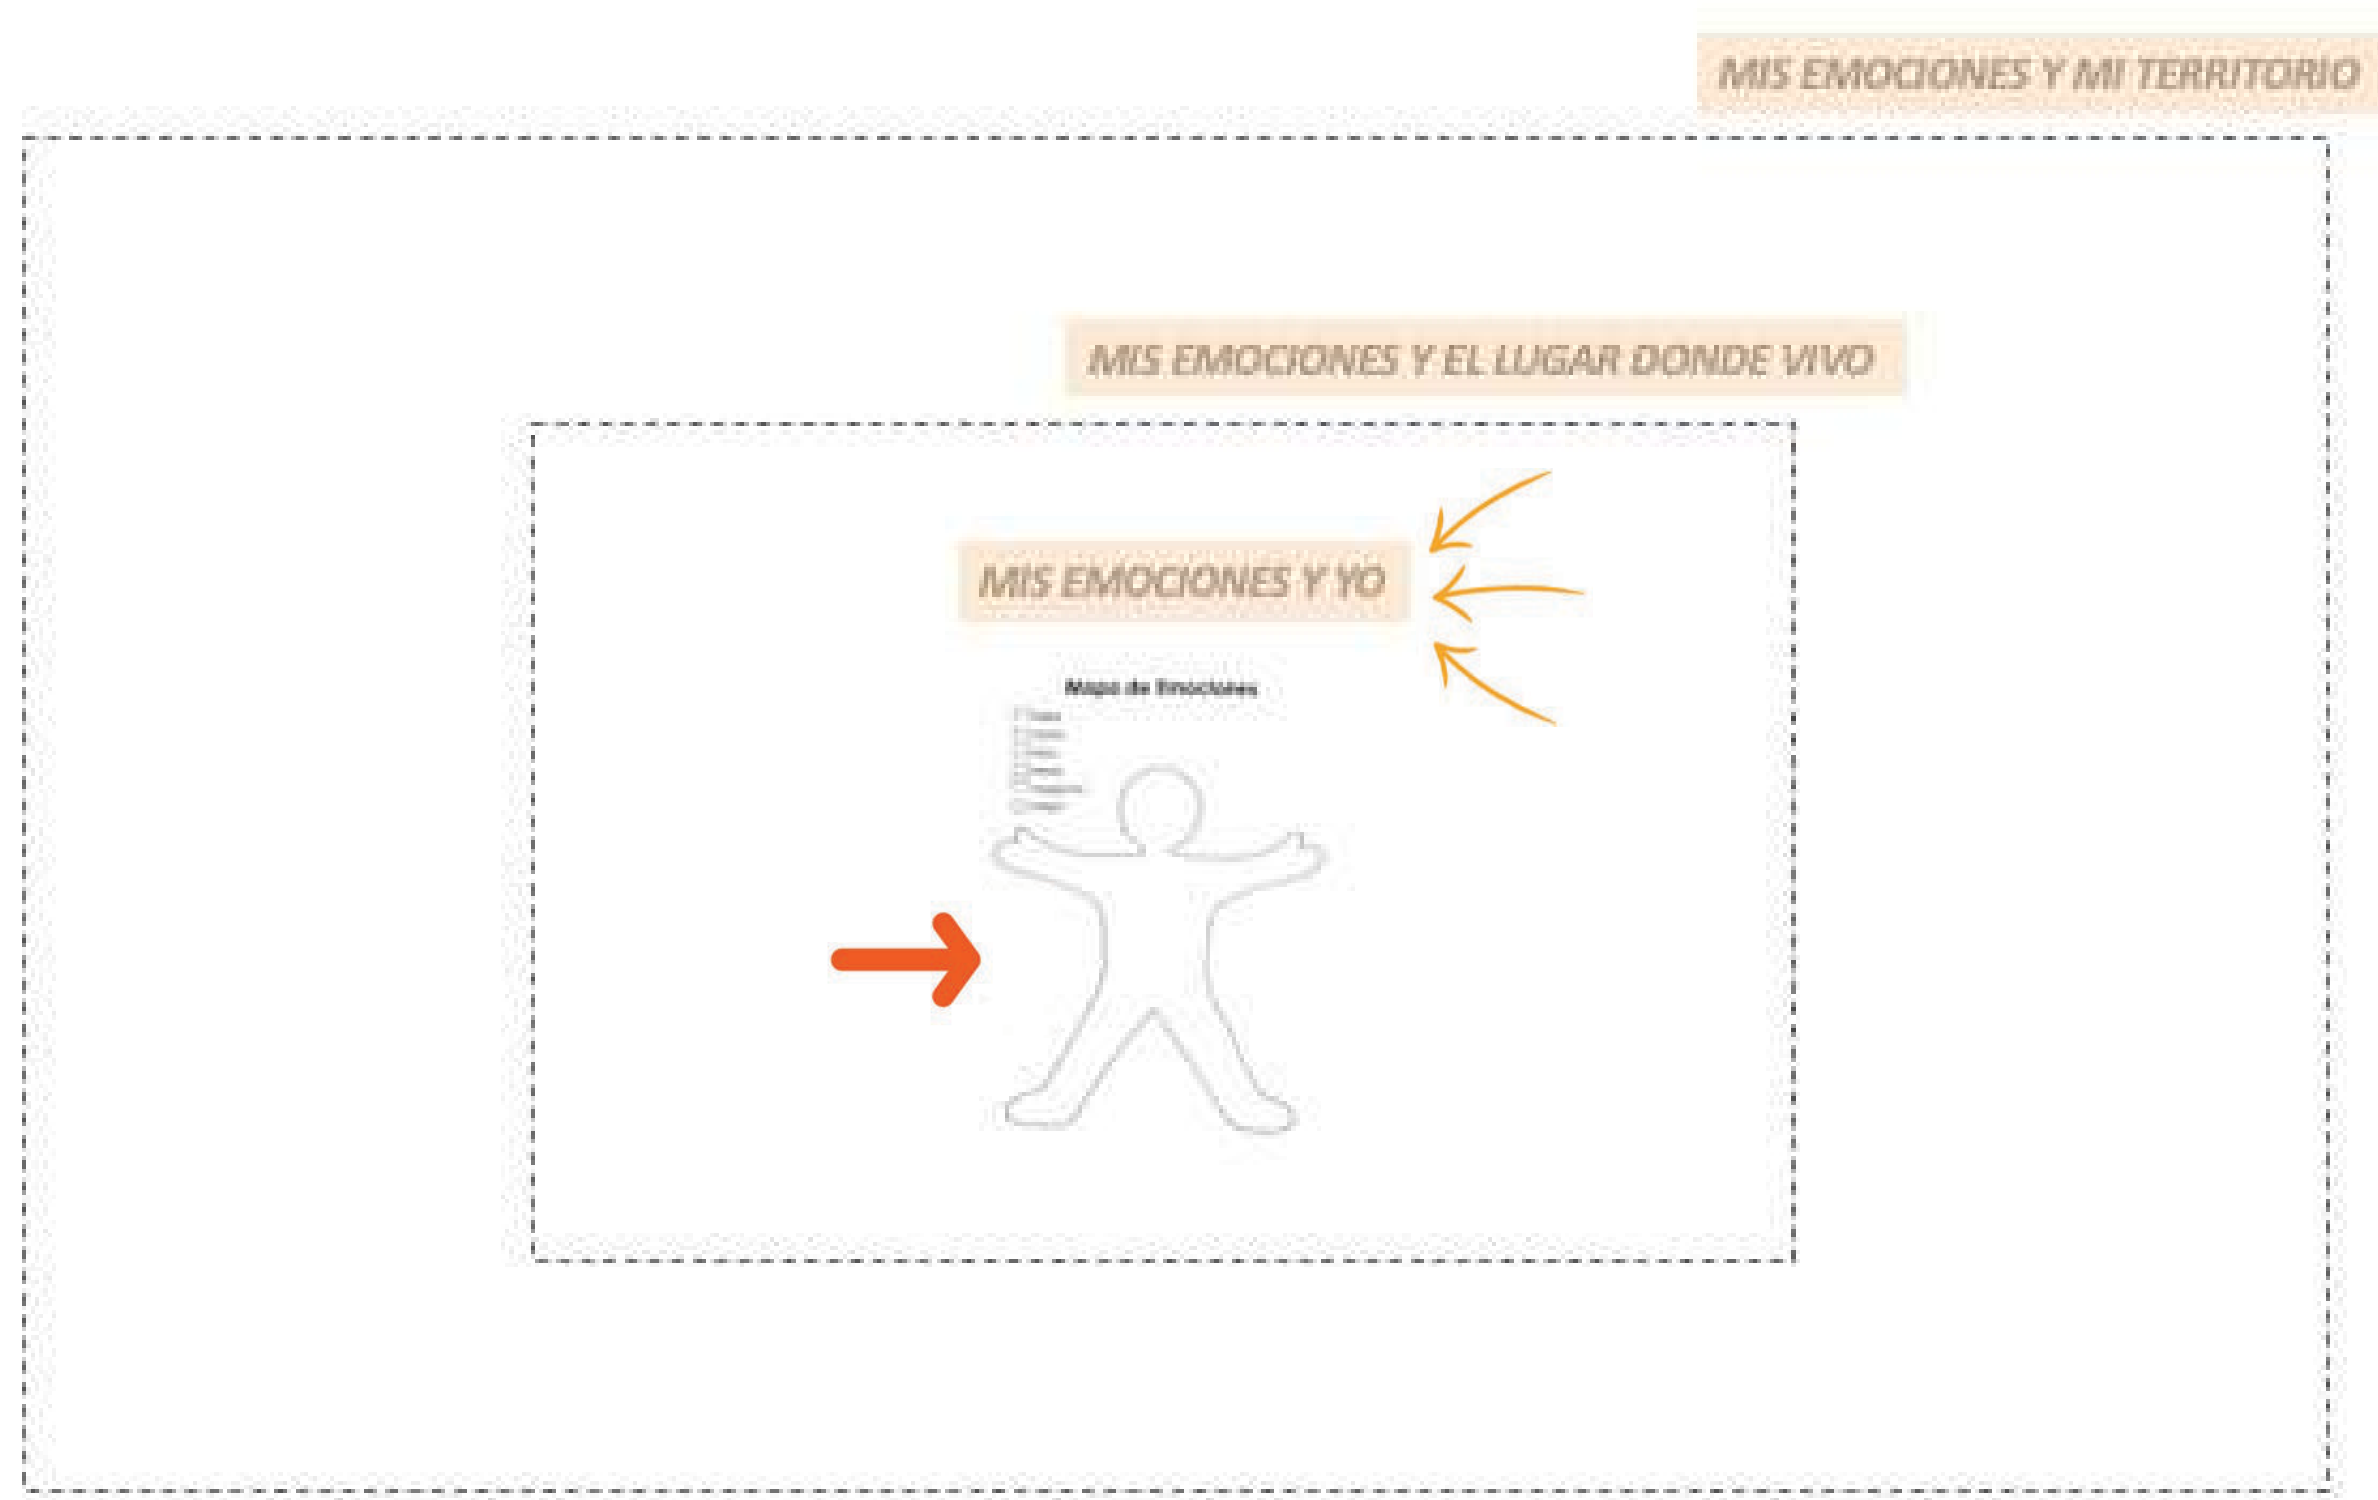 MIS EMOCIONES Y MI TERRITORIO
MIS EMOCIONES Y EL LUGAR DONDE VIVO
MIS EMOCIONES Y YO
Mapa de Emociones